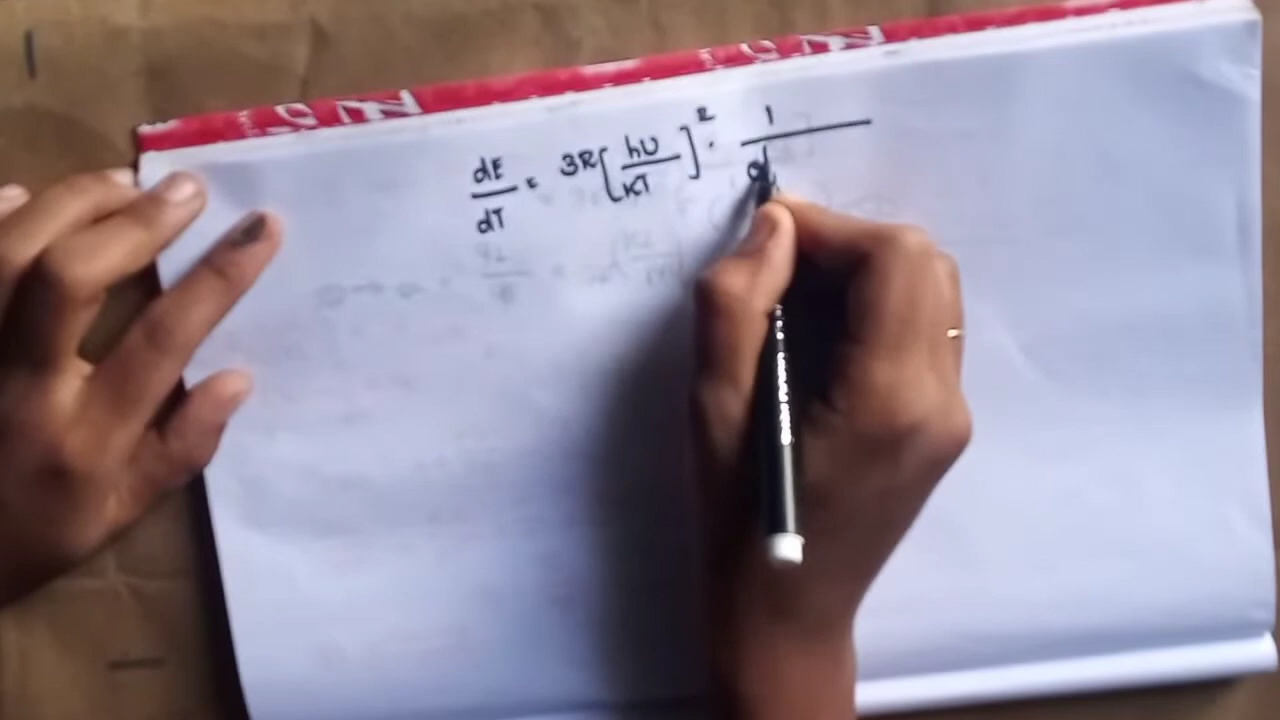 dE/dT = 3R[hυ/KT]² · 1/